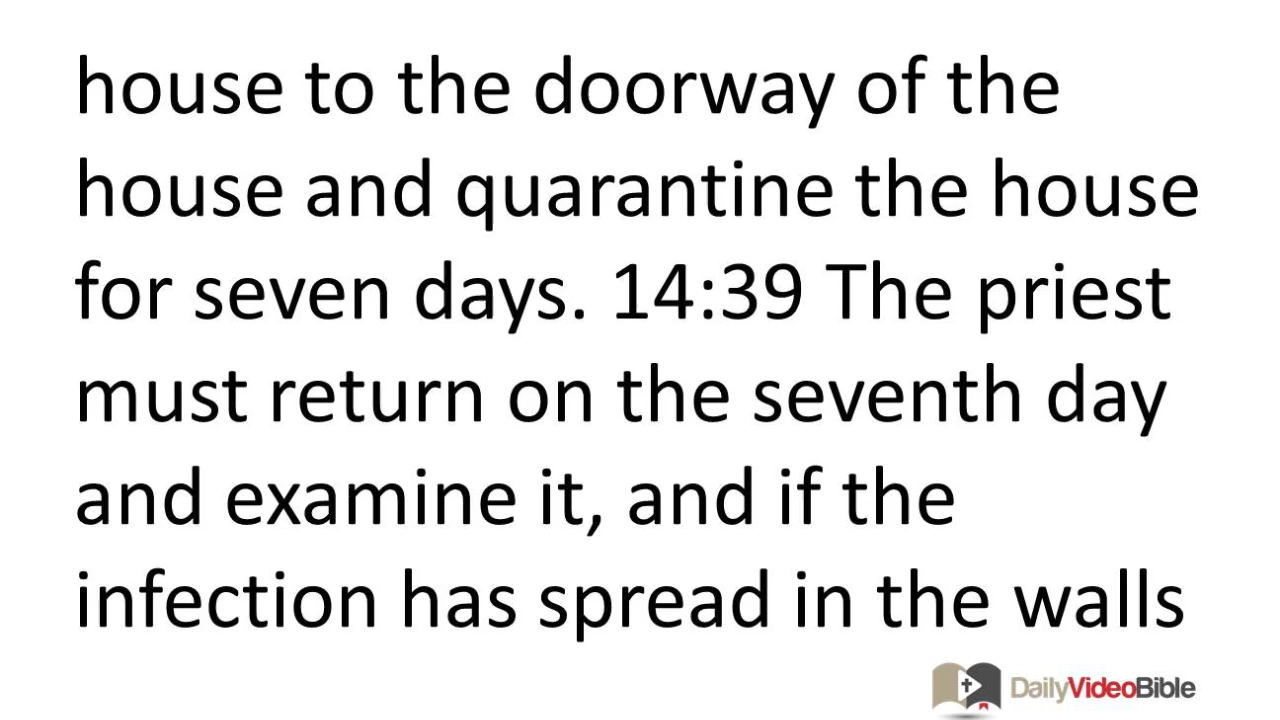 house to the doorway of the
house and quarantine the house
for seven days. 14:39 The priest
must return on the seventh day
and examine it, and if the
infection has spread in the walls
DailyVideoBible